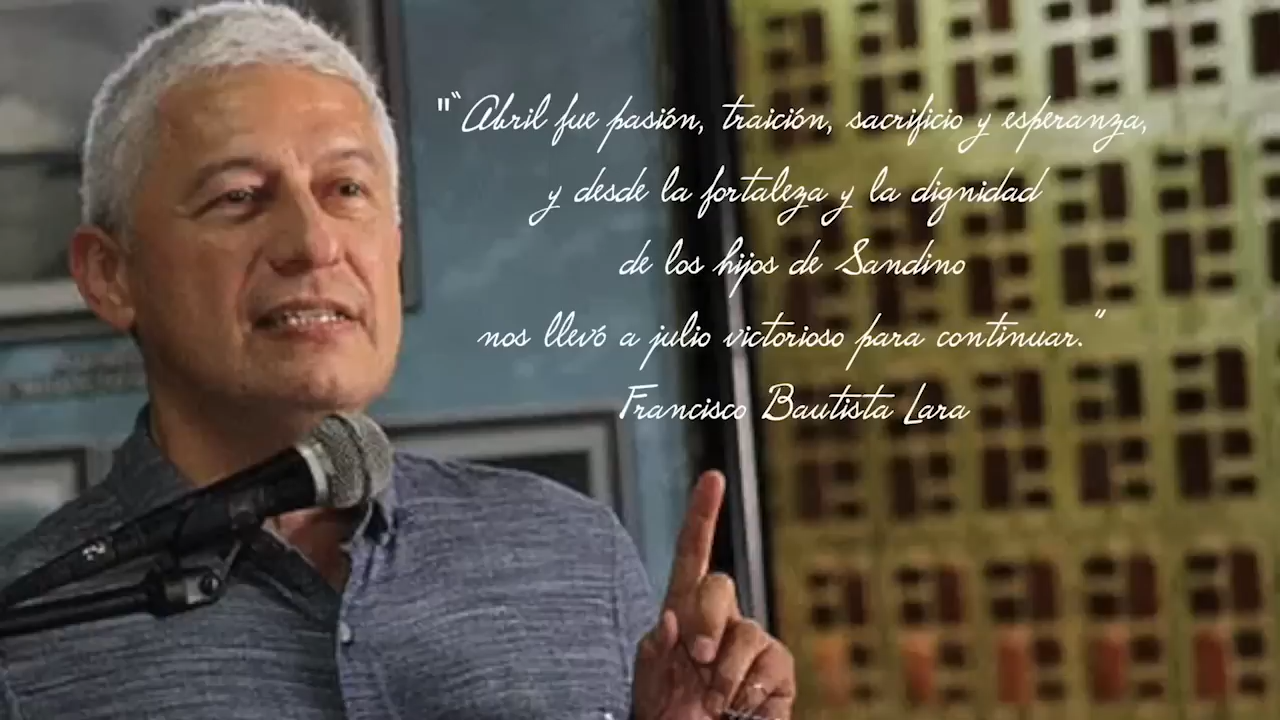 "“Abril fue pasión, traición, sacrificio y esperanza,
y desde la fortaleza y la dignidad
de los hijos de Sandino
nos llevó a julio victorioso para continuar.”
Francisco Bautista Lara